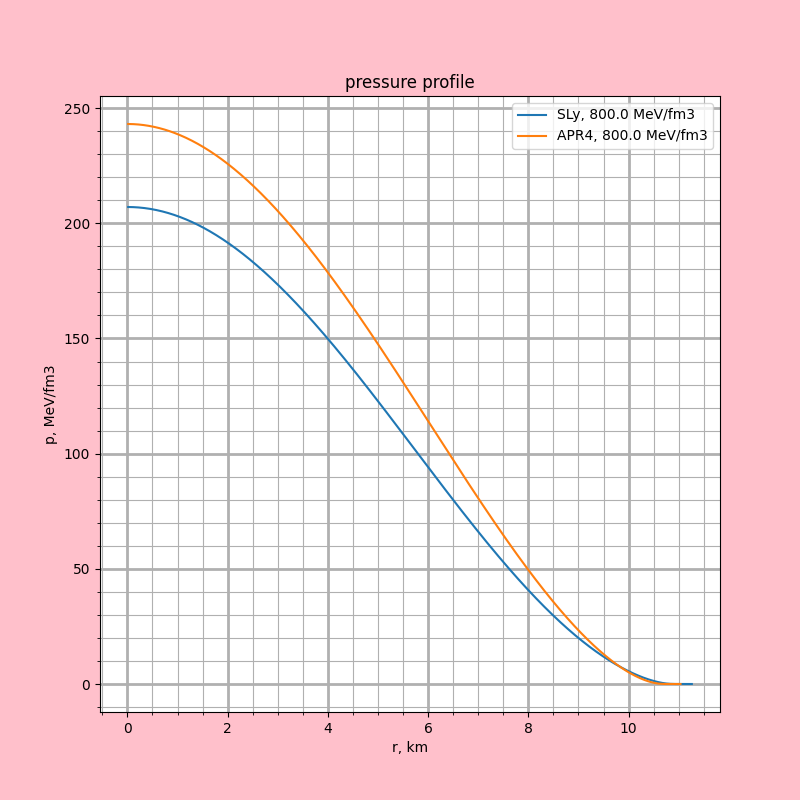 pressure profile
SLy, 800.0 MeV/fm3
APR4, 800.0 MeV/fm3
250
200
150
100
50
0
p, MeV/fm3
0 2 4 6 8 10
r, km